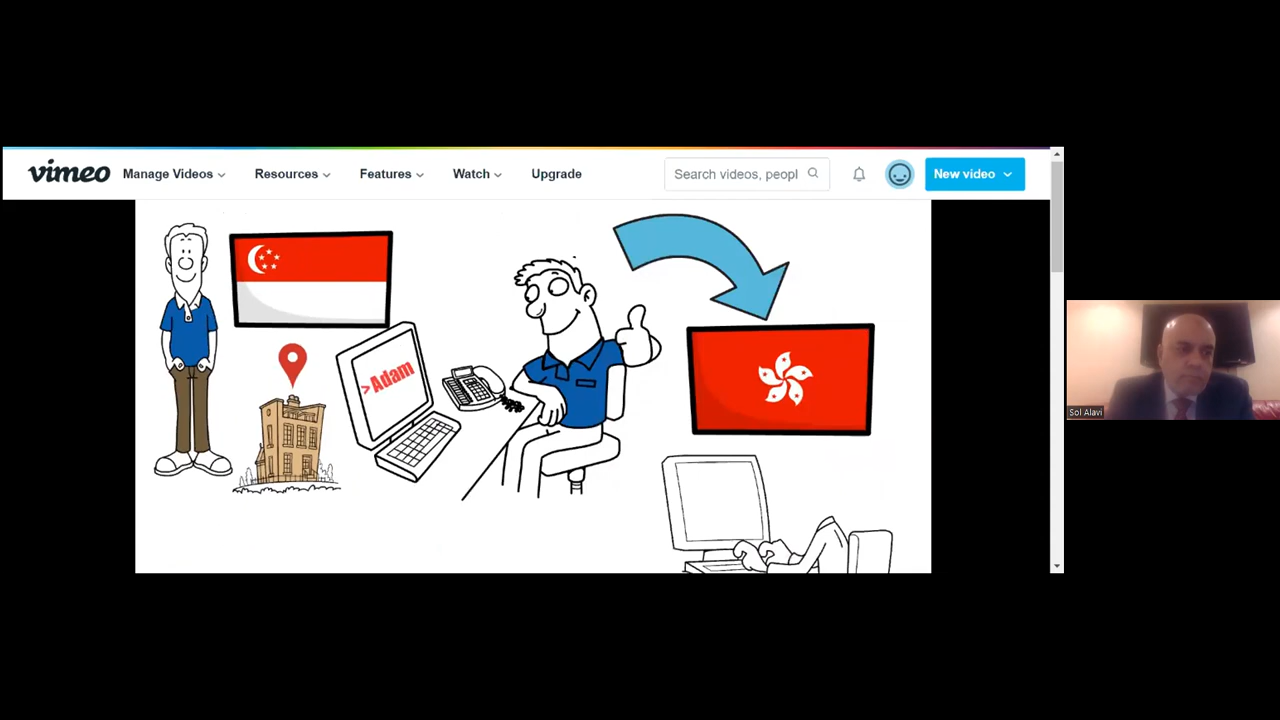 vimeo Manage Videos Resources Features Watch Upgrade Search videos, peopl New video
>Adam
Sol Alavi